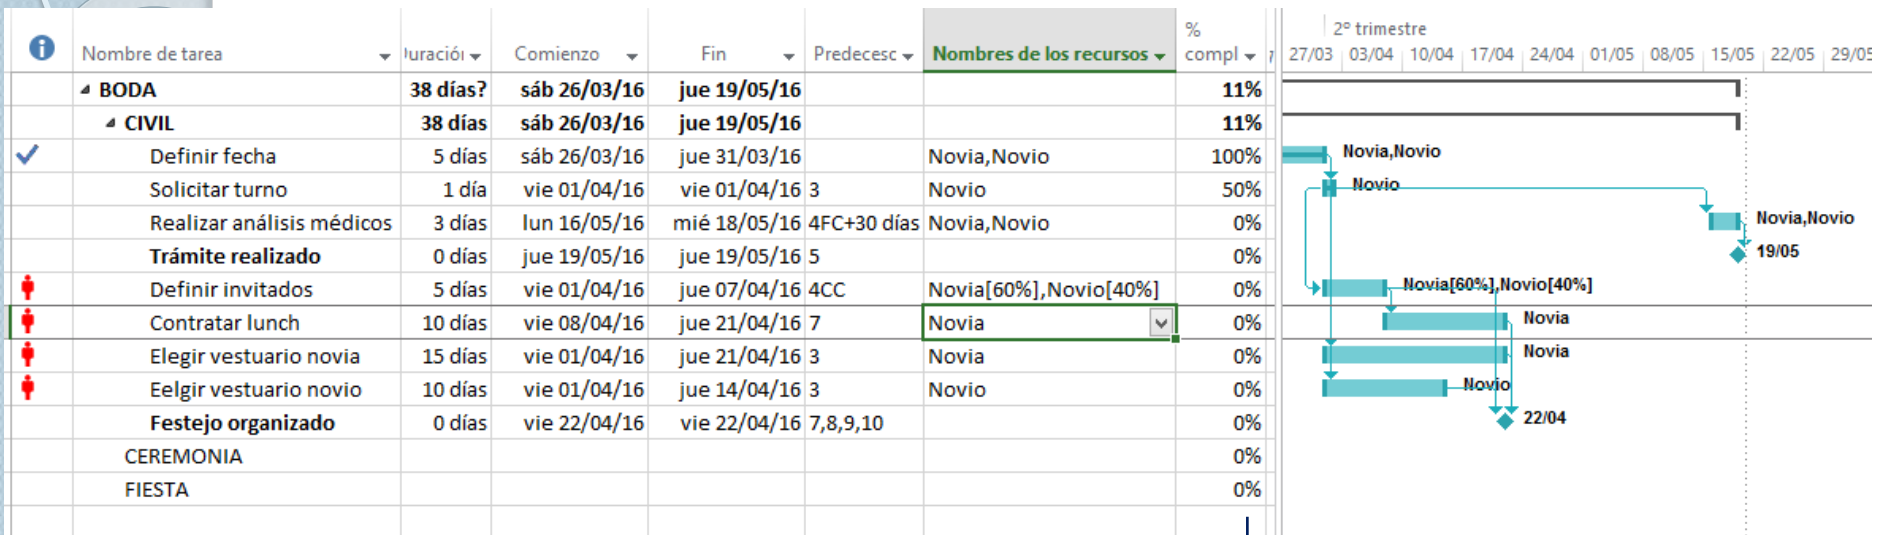 2º trimestre
Nombre de tarea Duración Comienzo Fin Predecesc Nombres de los recursos % compl 27/03 03/04 10/04 17/04 24/04 01/05 08/05 15/05 22/05 29/05
BODA 38 días? sáb 26/03/16 jue 19/05/16 11%
CIVIL 38 días sáb 26/03/16 jue 19/05/16 11%
Definir fecha 5 días sáb 26/03/16 jue 31/03/16 Novia,Novio 100% Novia,Novio
Solicitar turno 1 día vie 01/04/16 vie 01/04/16 3 Novio 50% Novio
Realizar análisis médicos 3 días lun 16/05/16 mié 18/05/16 4FC+30 días Novia,Novio 0% Novia,Novio
Trámite realizado 0 días jue 19/05/16 jue 19/05/16 5 0% 19/05
Definir invitados 5 días vie 01/04/16 jue 07/04/16 4CC Novia[60%],Novio[40%] 0% Novia[60%],Novio[40%]
Contratar lunch 10 días vie 08/04/16 jue 21/04/16 7 Novia 0% Novia
Elegir vestuario novia 15 días vie 01/04/16 jue 21/04/16 3 Novia 0% Novia
Eelgir vestuario novio 10 días vie 01/04/16 jue 14/04/16 3 Novio 0% Novio
Festejo organizado 0 días vie 22/04/16 vie 22/04/16 7,8,9,10 0% 22/04
CEREMONIA 0%
FIESTA 0%